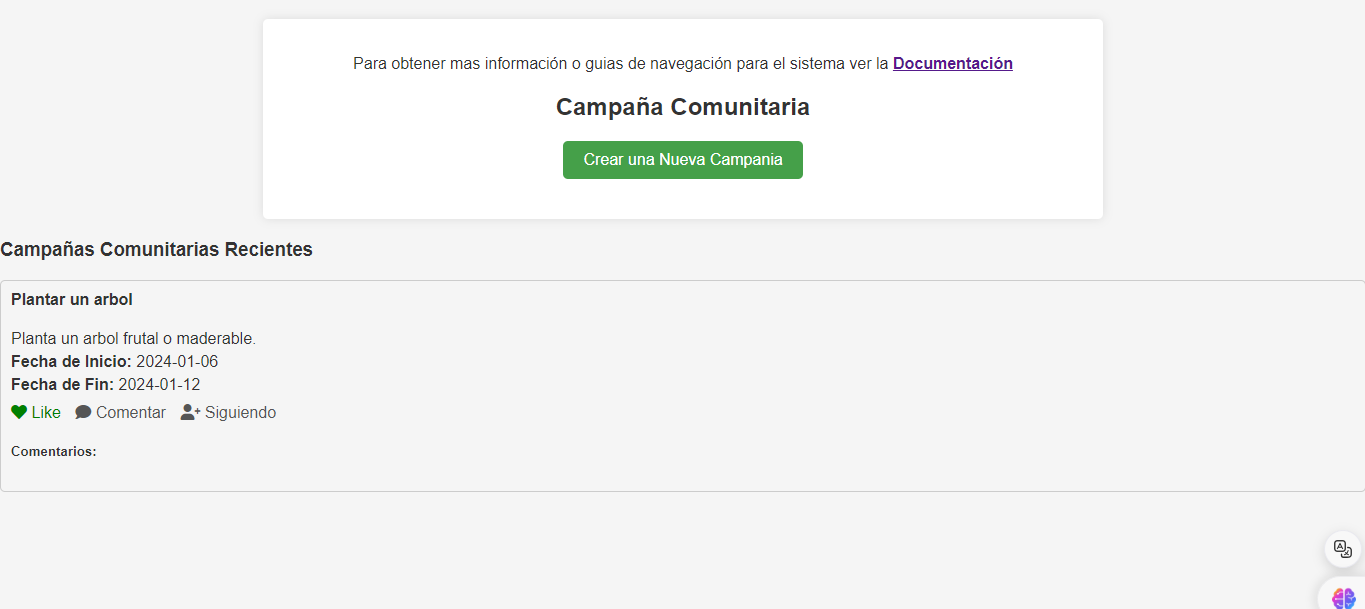 Para obtener mas información o guias de navegación para el sistema ver la Documentación
Campaña Comunitaria
Crear una Nueva Campania
Campañas Comunitarias Recientes
Plantar un arbol
Planta un arbol frutal o maderable.
Fecha de Inicio: 2024-01-06
Fecha de Fin: 2024-01-12
Like Comentar Siguiendo
Comentarios: